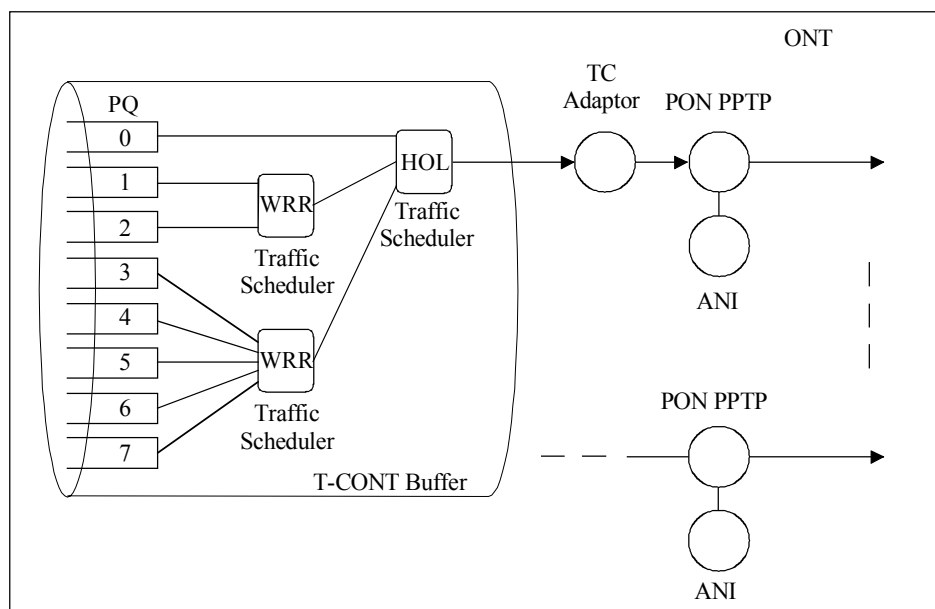 ONT
TC
Adaptor
PON PPTP
PQ
0
1
2
3
4
5
6
7
WRR
Traffic
Scheduler
WRR
Traffic
Scheduler
HOL
Traffic
Scheduler
T-CONT Buffer
ANI
PON PPTP
ANI